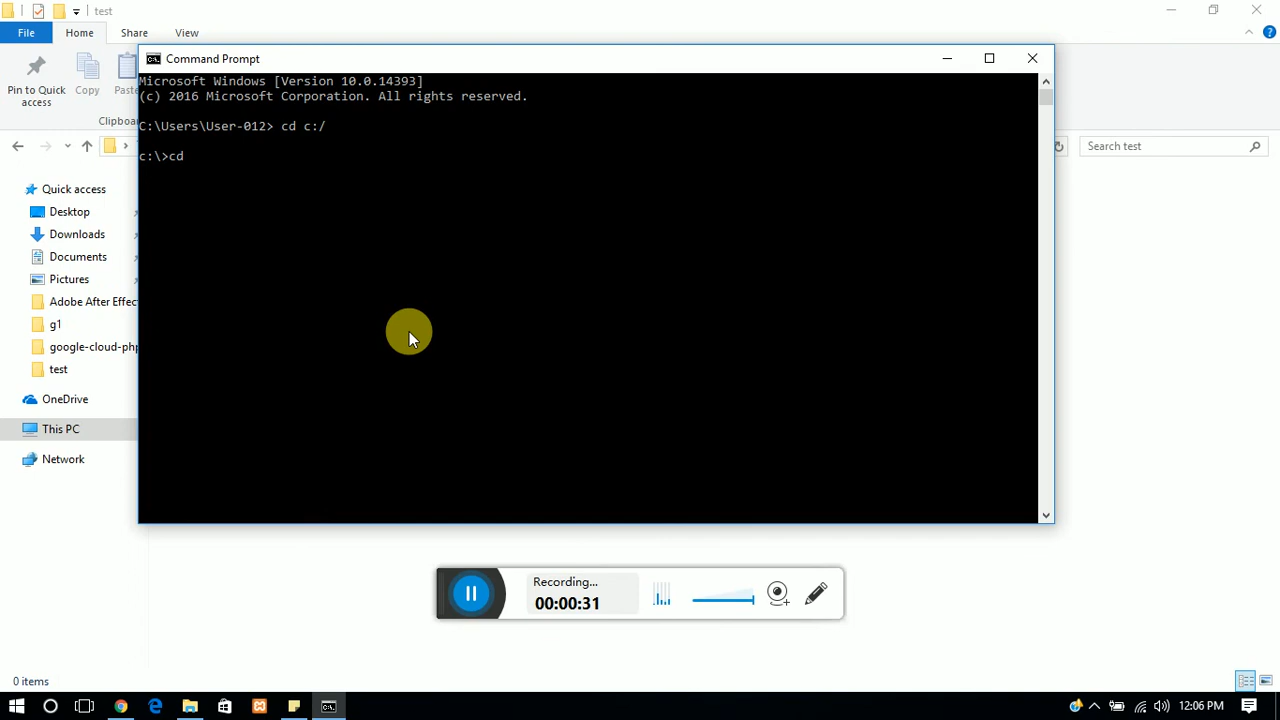 test
File Home Share View
Pin to Quick
access
Copy
Paste
Clipboa
Search test
Command Prompt
Microsoft Windows [Version 10.0.14393]
(c) 2016 Microsoft Corporation. All rights reserved.
C:\Users\User-012> cd c:/
c:\>cd
Quick access
Desktop
Downloads
Documents
Pictures
Adobe After Effec
g1
google-cloud-php
test
OneDrive
This PC
Network
Recording...
00:00:31
0 items
12:06 PM